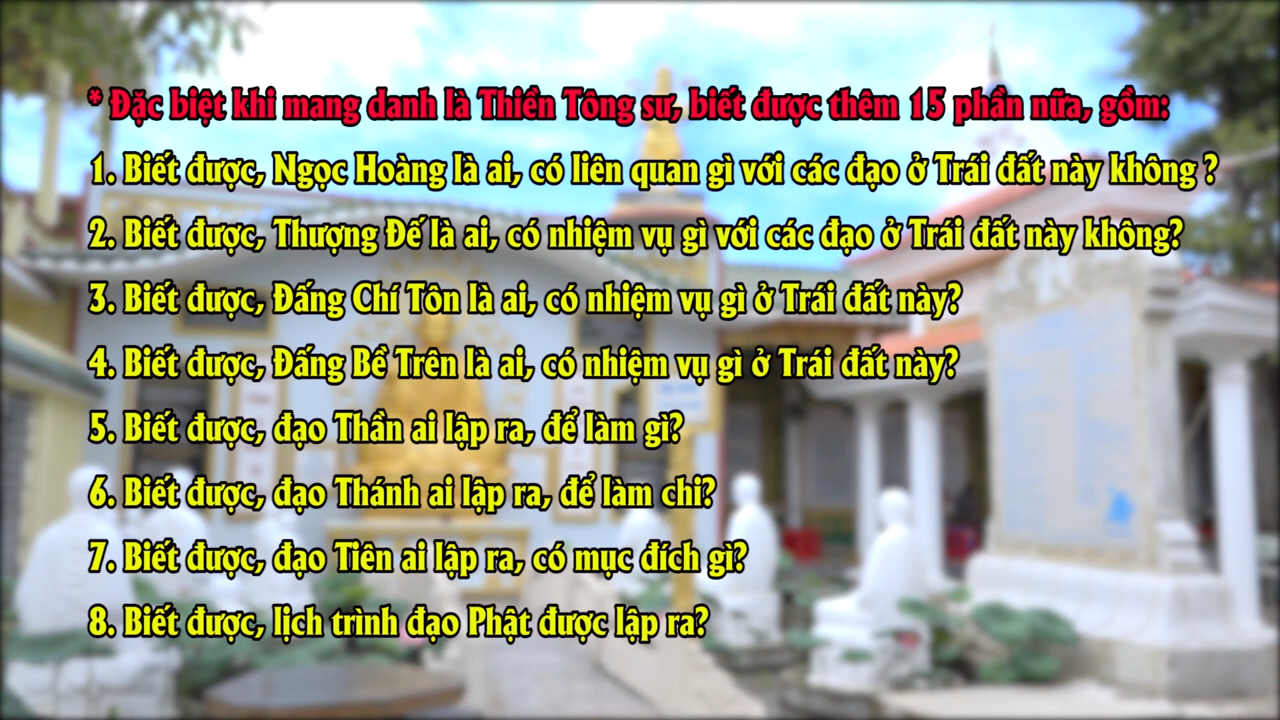 * Đặc biệt khi mang danh là Thiền Tông sư, biết được thêm 15 phần nữa, gồm:
1. Biết được, Ngọc Hoàng là ai, có liên quan gì với các đạo ở Trái đất này không ?
2. Biết được, Thượng Đế là ai, có nhiệm vụ gì với các đạo ở Trái đất này không?
3. Biết được, Đấng Chí Tôn là ai, có nhiệm vụ gì ở Trái đất này?
4. Biết được, Đấng Bề Trên là ai, có nhiệm vụ gì ở Trái đất này?
5. Biết được, đạo Thần ai lập ra, để làm gì?
6. Biết được, đạo Thánh ai lập ra, để làm chi?
7. Biết được, đạo Tiên ai lập ra, có mục đích gì?
8. Biết được, lịch trình đạo Phật được lập ra?